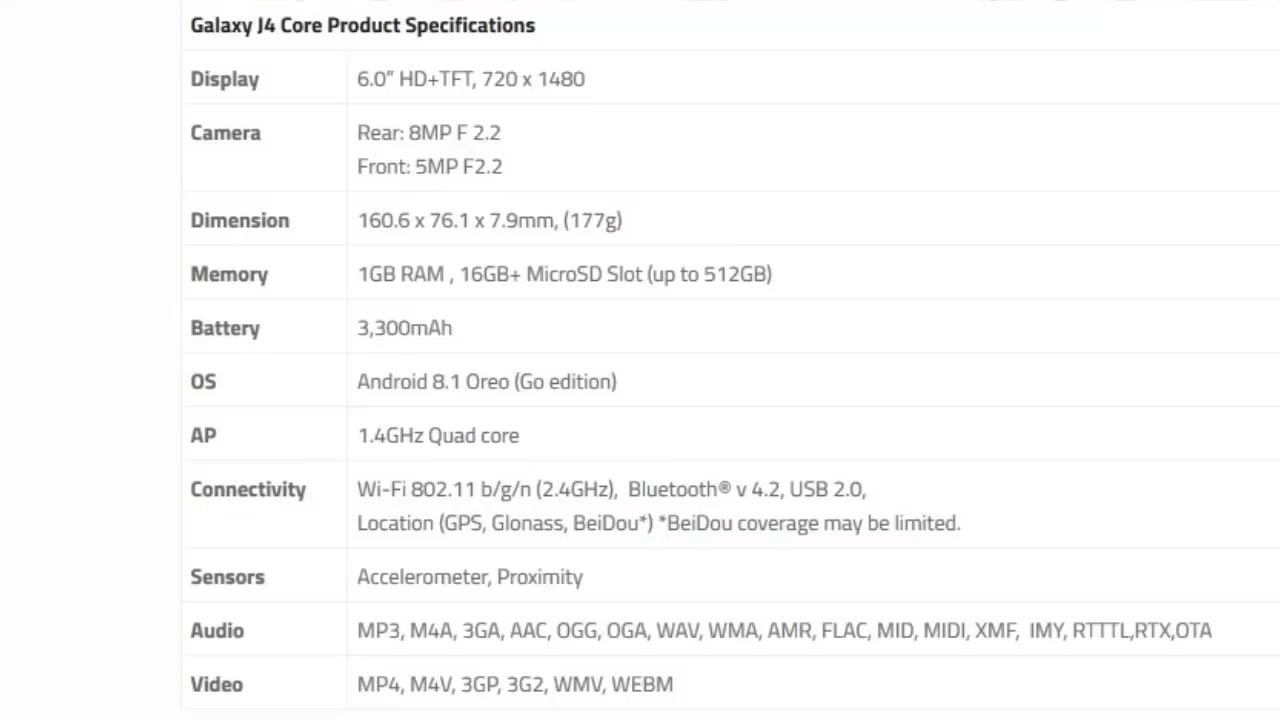 Galaxy J4 Core Product Specifications
Display 6.0” HD+TFT, 720 x 1480
Camera Rear: 8MP F 2.2
Front: 5MP F2.2
Dimension 160.6 x 76.1 x 7.9mm, (177g)
Memory 1GB RAM , 16GB+ MicroSD Slot (up to 512GB)
Battery 3,300mAh
OS Android 8.1 Oreo (Go edition)
AP 1.4GHz Quad core
Connectivity Wi-Fi 802.11 b/g/n (2.4GHz),  Bluetooth® v 4.2, USB 2.0,
Location (GPS, Glonass, BeiDou*) *BeiDou coverage may be limited.
Sensors Accelerometer, Proximity
Audio MP3, M4A, 3GA, AAC, OGG, OGA, WAV, WMA, AMR, FLAC, MID, MIDI, XMF,  IMY, RTTTL,RTX,OTA
Video MP4, M4V, 3GP, 3G2, WMV, WEBM